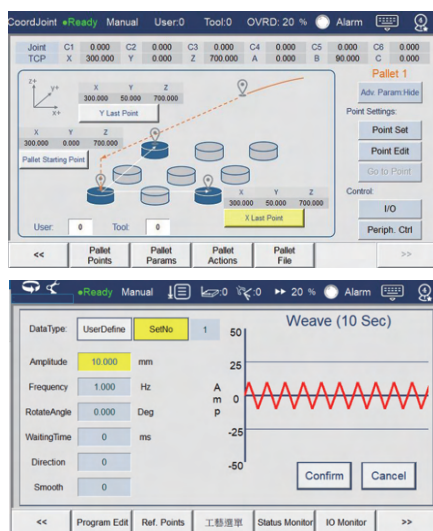 CoordJoint ●Ready Manual User:0 Tool:0 OVRD: 20 % Alarm
Joint C1 0.000 C2 0.000 C3 0.000 C4 0.000 C5 0.000 C6 0.000
TCP X 300.000 Y 0.000 Z 700.000 A 0.000 B 90.000 C 0.000
Pallet 1
Z+ Y+ X+
X Y Z
300.000 50.000 700.000
Y Last Point
Adv. Param:Hide
Point Settings:
Point Set
X Y Z
300.000 0.000 700.000
Pallet Starting Point
Point Edit
Go to Point
X Y Z
300.000 50.000 700.000
X Last Point
Control:
I/O
User: 0 Tool: 0
Periph. Ctrl
<< Pallet Points Pallet Params Pallet Actions Pallet File >>
●Ready Manual :0 :0 20 % Alarm
DataType: UserDefine SetNo 1
Weave (10 Sec)
Amplitude 10.000 mm
Frequency 1.000 Hz
RotateAngle 0.000 Deg
WaitingTime 0 ms
Direction 0
Smooth 0
Amp
50
25
0
-25
-50
Confirm Cancel
<< Program Edit Ref. Points 工藝選單 Status Monitor IO Monitor >>